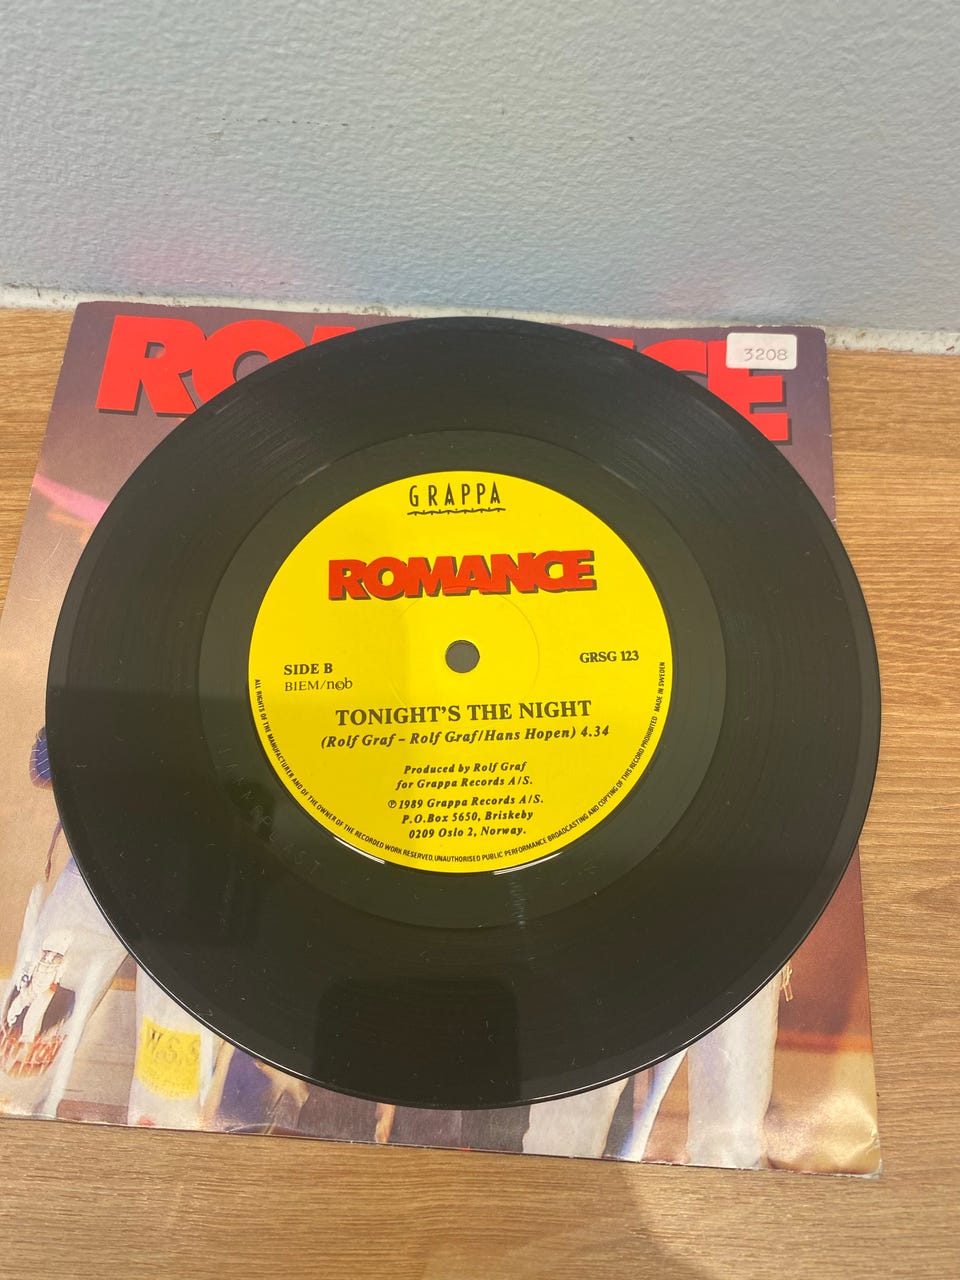 ROMANCE
3208
GRAPPA
ROMANCE
SIDE B
GRSG 123
BIEM/ncb
TONIGHT'S THE NIGHT
(Rolf Graf – Rolf Graf/Hans Hopen) 4.34
Produced by Rolf Graf
for Grappa Records A/S.
℗ 1989 Grappa Records A/S.
P.O.Box 5650, Briskeby
0209 Oslo 2, Norway.
ALL RIGHTS OF THE MANUFACTURER AND OF THE OWNER OF THE RECORDED WORK RESERVED, UNAUTHORISED PUBLIC PERFORMANCE BROADCASTING AND COPYING OF THIS RECORD PROHIBITED MADE IN SWEDEN
YOU
W.S.S